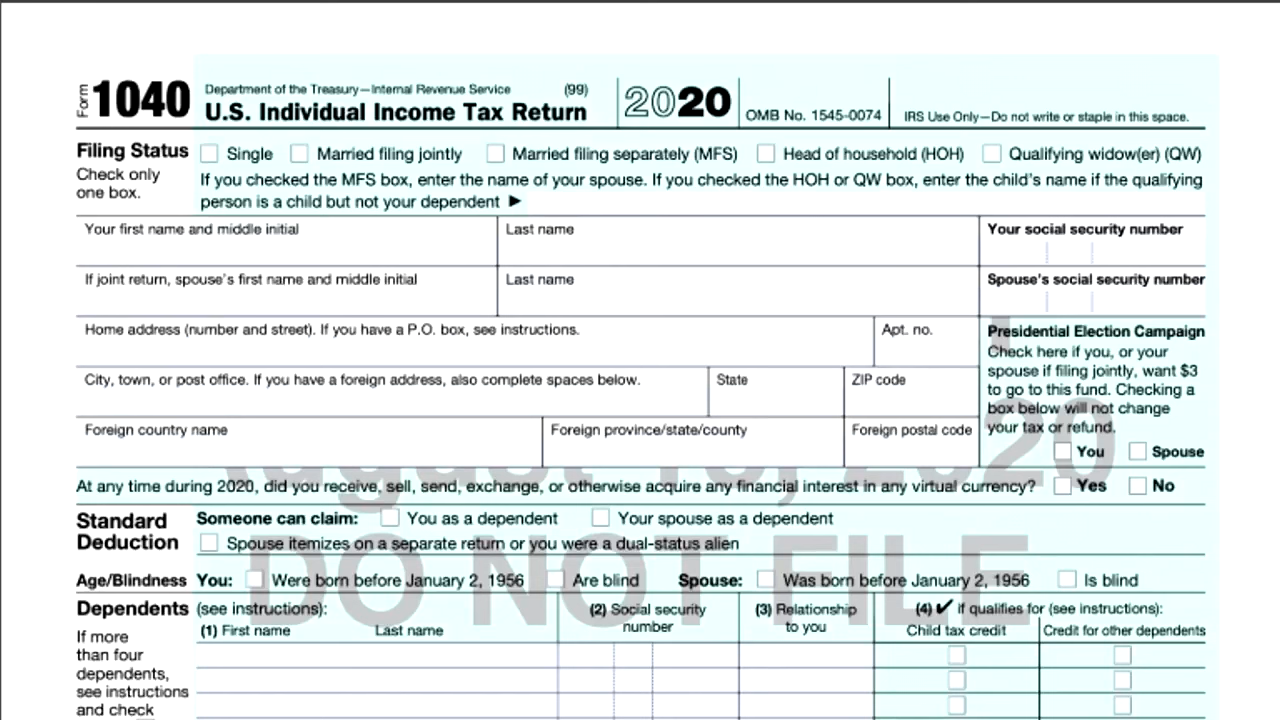 Form 1040 Department of the Treasury—Internal Revenue Service (99)
U.S. Individual Income Tax Return
2020
OMB No. 1545-0074
IRS Use Only—Do not write or staple in this space.
Filing Status
Check only
one box.
Single Married filing jointly Married filing separately (MFS) Head of household (HOH) Qualifying widow(er) (QW)
If you checked the MFS box, enter the name of your spouse. If you checked the HOH or QW box, enter the child's name if the qualifying
person is a child but not your dependent ▶
Your first name and middle initial Last name Your social security number
If joint return, spouse's first name and middle initial Last name Spouse's social security number
Home address (number and street). If you have a P.O. box, see instructions. Apt. no.
City, town, or post office. If you have a foreign address, also complete spaces below. State ZIP code
Foreign country name Foreign province/state/county Foreign postal code
Presidential Election Campaign
Check here if you, or your
spouse if filing jointly, want $3
to go to this fund. Checking a
box below will not change
your tax or refund.
You Spouse
At any time during 2020, did you receive, sell, send, exchange, or otherwise acquire any financial interest in any virtual currency? Yes No
Standard
Deduction
Someone can claim: You as a dependent Your spouse as a dependent
Spouse itemizes on a separate return or you were a dual-status alien
Age/Blindness You: Were born before January 2, 1956 Are blind Spouse: Was born before January 2, 1956 Is blind
Dependents (see instructions):
If more
than four
dependents,
see instructions
and check
(1) First name Last name
(2) Social security
number
(3) Relationship
to you
(4) ✔ if qualifies for (see instructions):
Child tax credit Credit for other dependents
DO NOT FILE